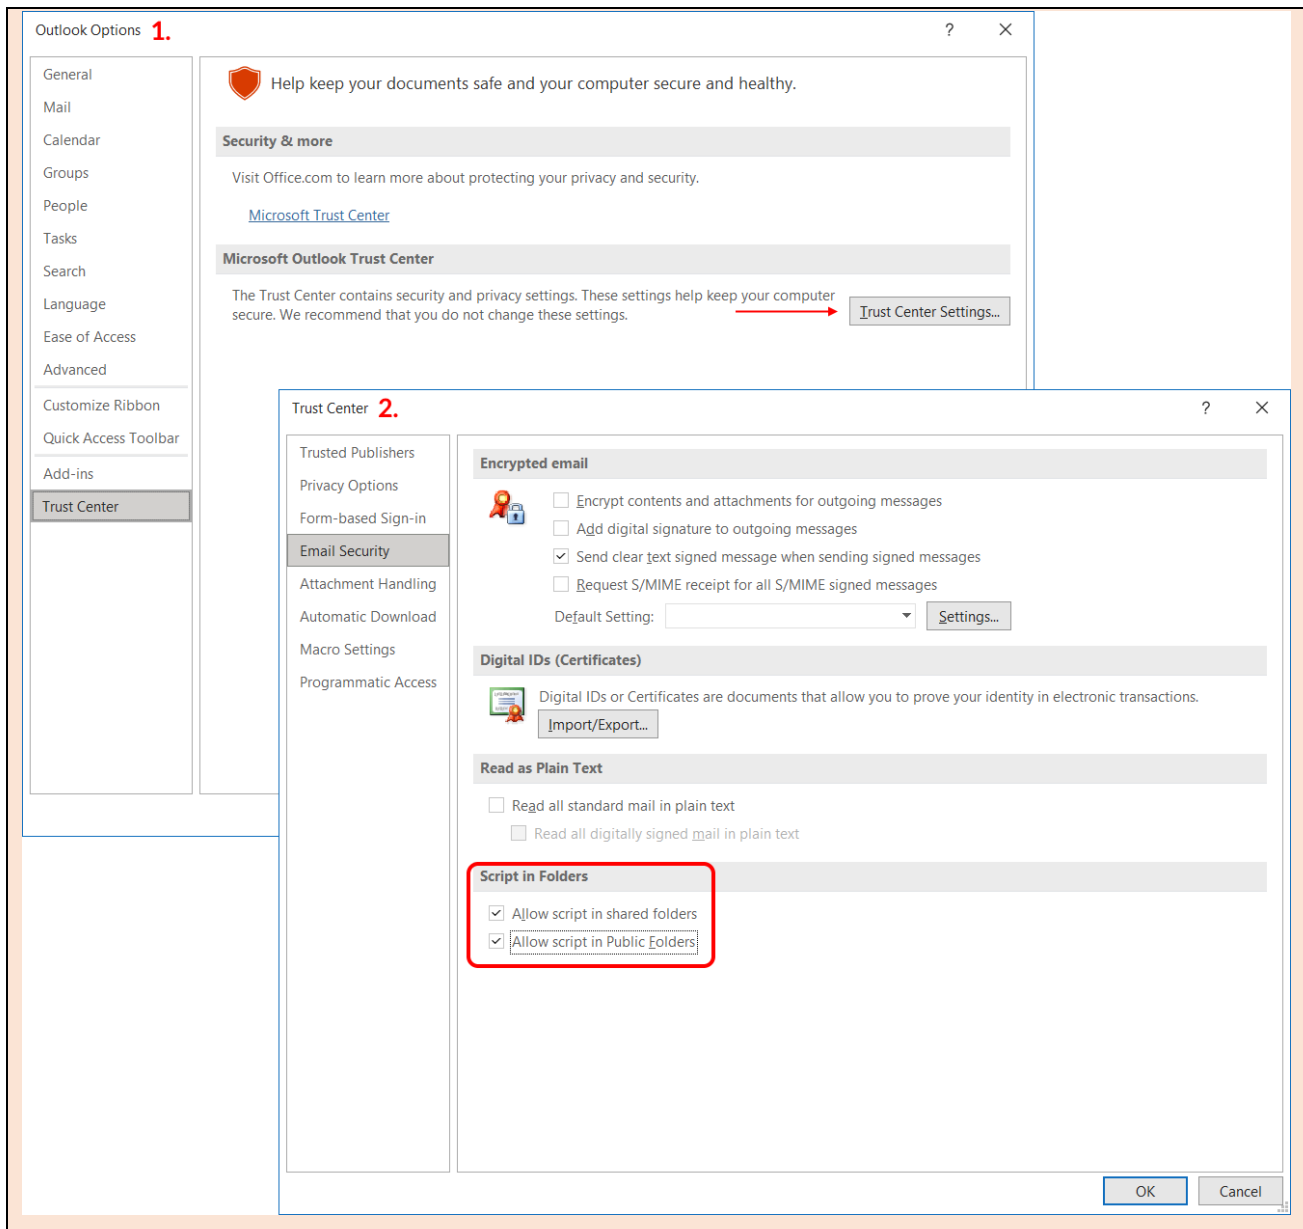 Outlook Options 1.
?
General
Mail
Calendar
Groups
People
Tasks
Search
Language
Ease of Access
Advanced
Customize Ribbon
Quick Access Toolbar
Add-ins
Trust Center
Help keep your documents safe and your computer secure and healthy.
Security & more
Visit Office.com to learn more about protecting your privacy and security.
Microsoft Trust Center
Microsoft Outlook Trust Center
The Trust Center contains security and privacy settings. These settings help keep your computer
secure. We recommend that you do not change these settings.
Trust Center Settings...
Trust Center 2.
?
Trusted Publishers
Privacy Options
Form-based Sign-in
Email Security
Attachment Handling
Automatic Download
Macro Settings
Programmatic Access
Encrypted email
Encrypt contents and attachments for outgoing messages
Add digital signature to outgoing messages
Send clear text signed message when sending signed messages
Request S/MIME receipt for all S/MIME signed messages
Default Setting:
Settings...
Digital IDs (Certificates)
Digital IDs or Certificates are documents that allow you to prove your identity in electronic transactions.
Import/Export...
Read as Plain Text
Read all standard mail in plain text
Read all digitally signed mail in plain text
Script in Folders
Allow script in shared folders
Allow script in Public Folders
OK
Cancel